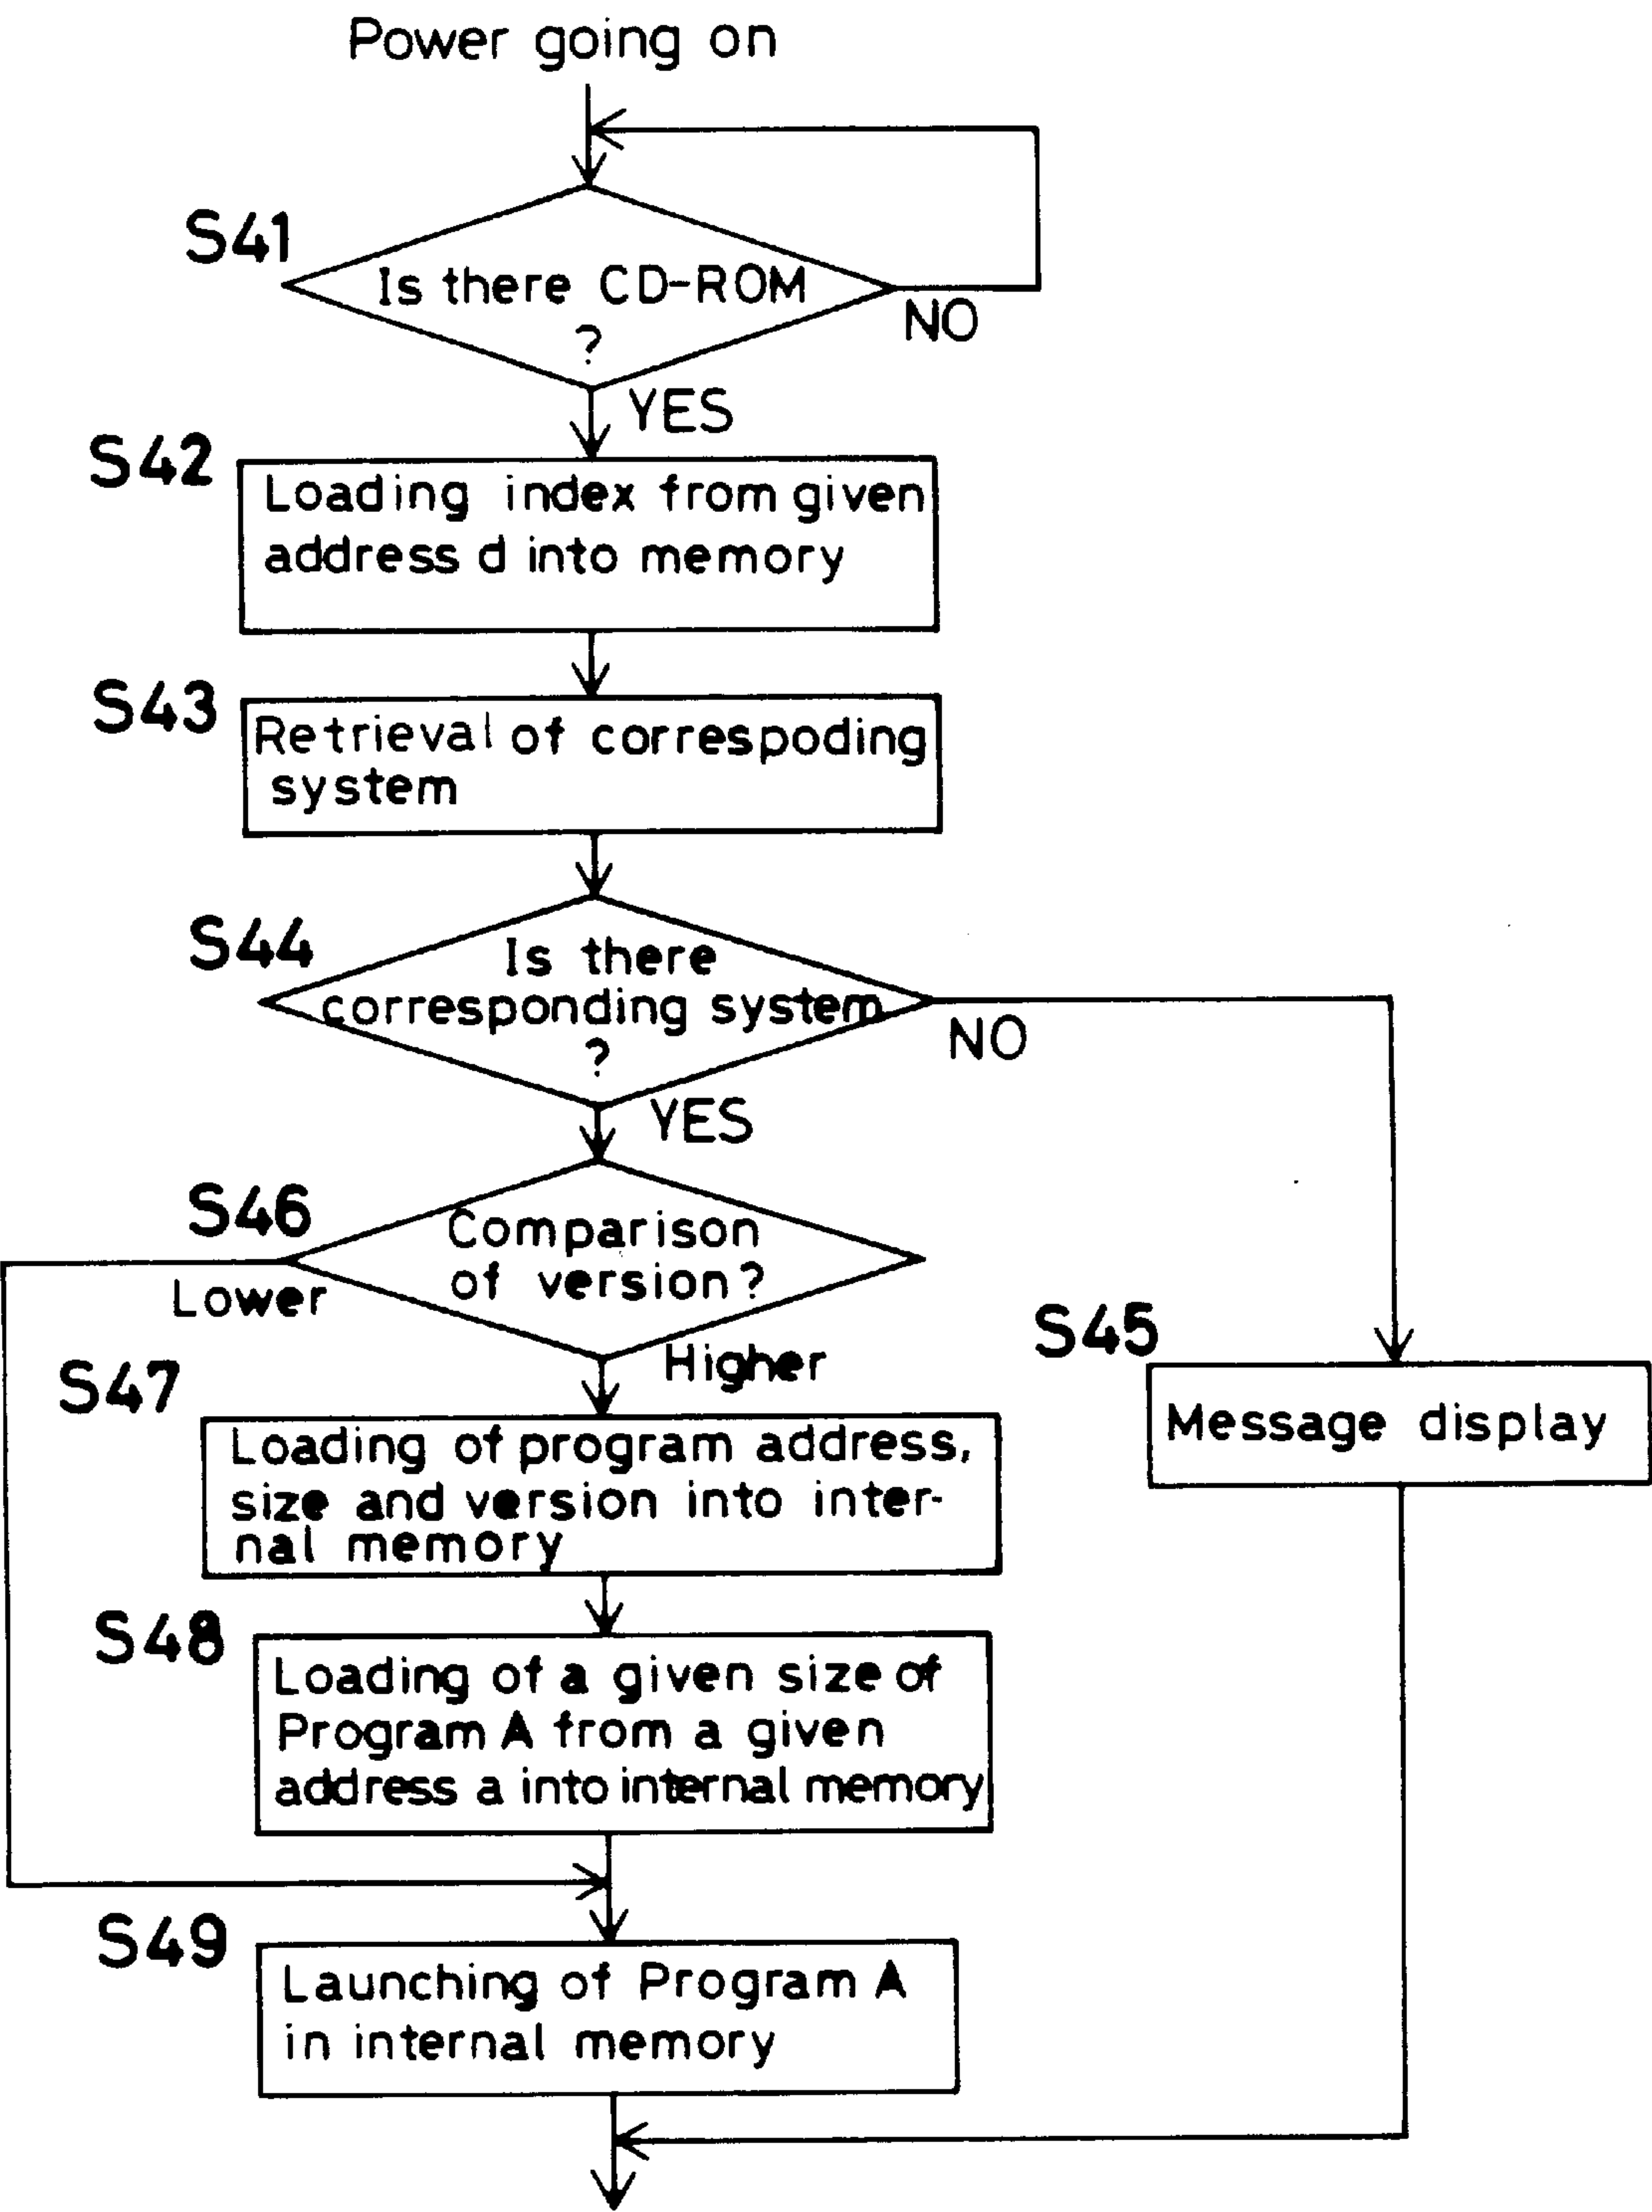 Power going on
S41
Is there CD-ROM
?
NO
YES
S42
Loading index from given
address d into memory
S43
Retrieval of correspoding
system
S44
Is there
corresponding system
?
NO
YES
S46
Comparison
of version?
Lower
Higher
S45
Message display
S47
Loading of program address,
size and version into inter-
nal memory
S48
Loading of a given size of
Program A from a given
address a into internal memory
S49
Launching of Program A
in internal memory